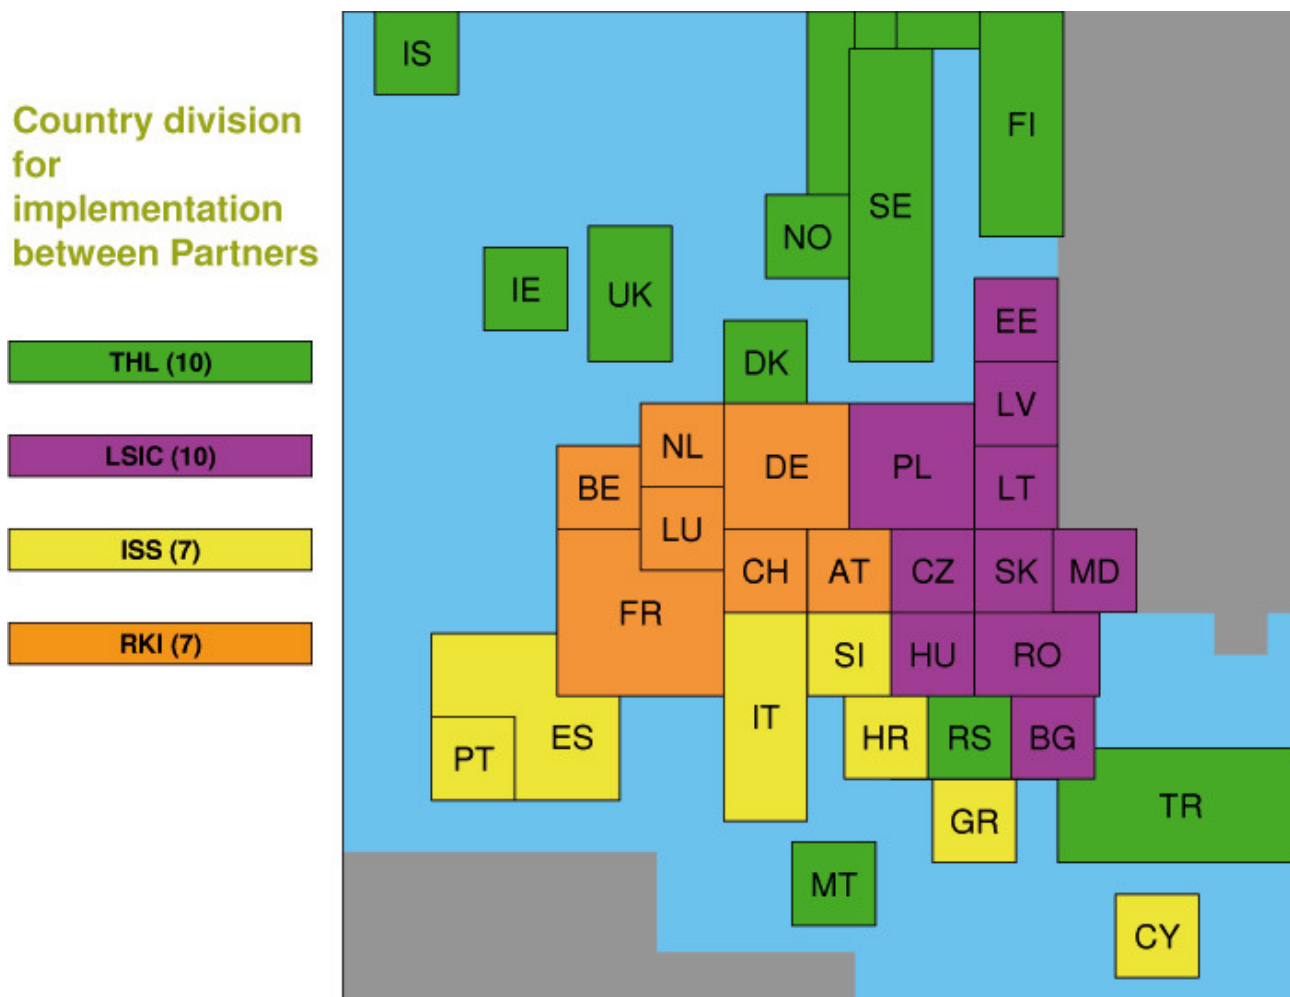 Country division
for
implementation
between Partners
THL (10)
LSIC (10)
ISS (7)
RKI (7)
IS
FI
SE
NO
IE
UK
EE
DK
LV
NL
DE
PL
BE
LT
LU
CH
AT
CZ
SK
MD
FR
SI
HU
RO
IT
ES
HR
RS
BG
PT
TR
GR
MT
CY